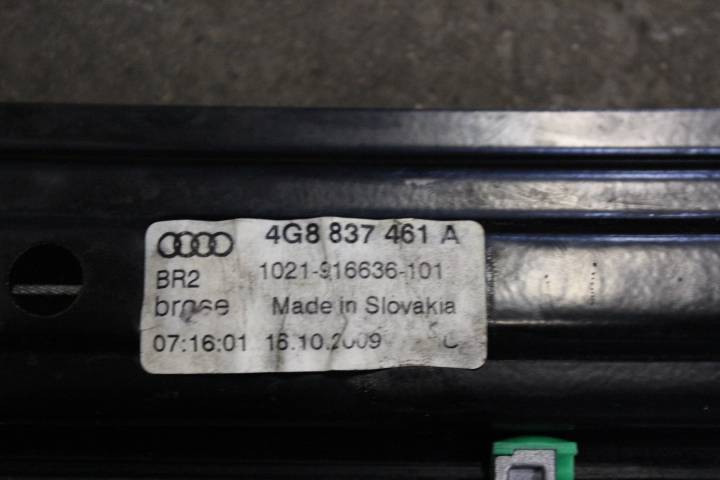 4G8 837 461 A
BR2 1021-916636-101
brose Made in Slovakia
07:16:01 16.10.2009